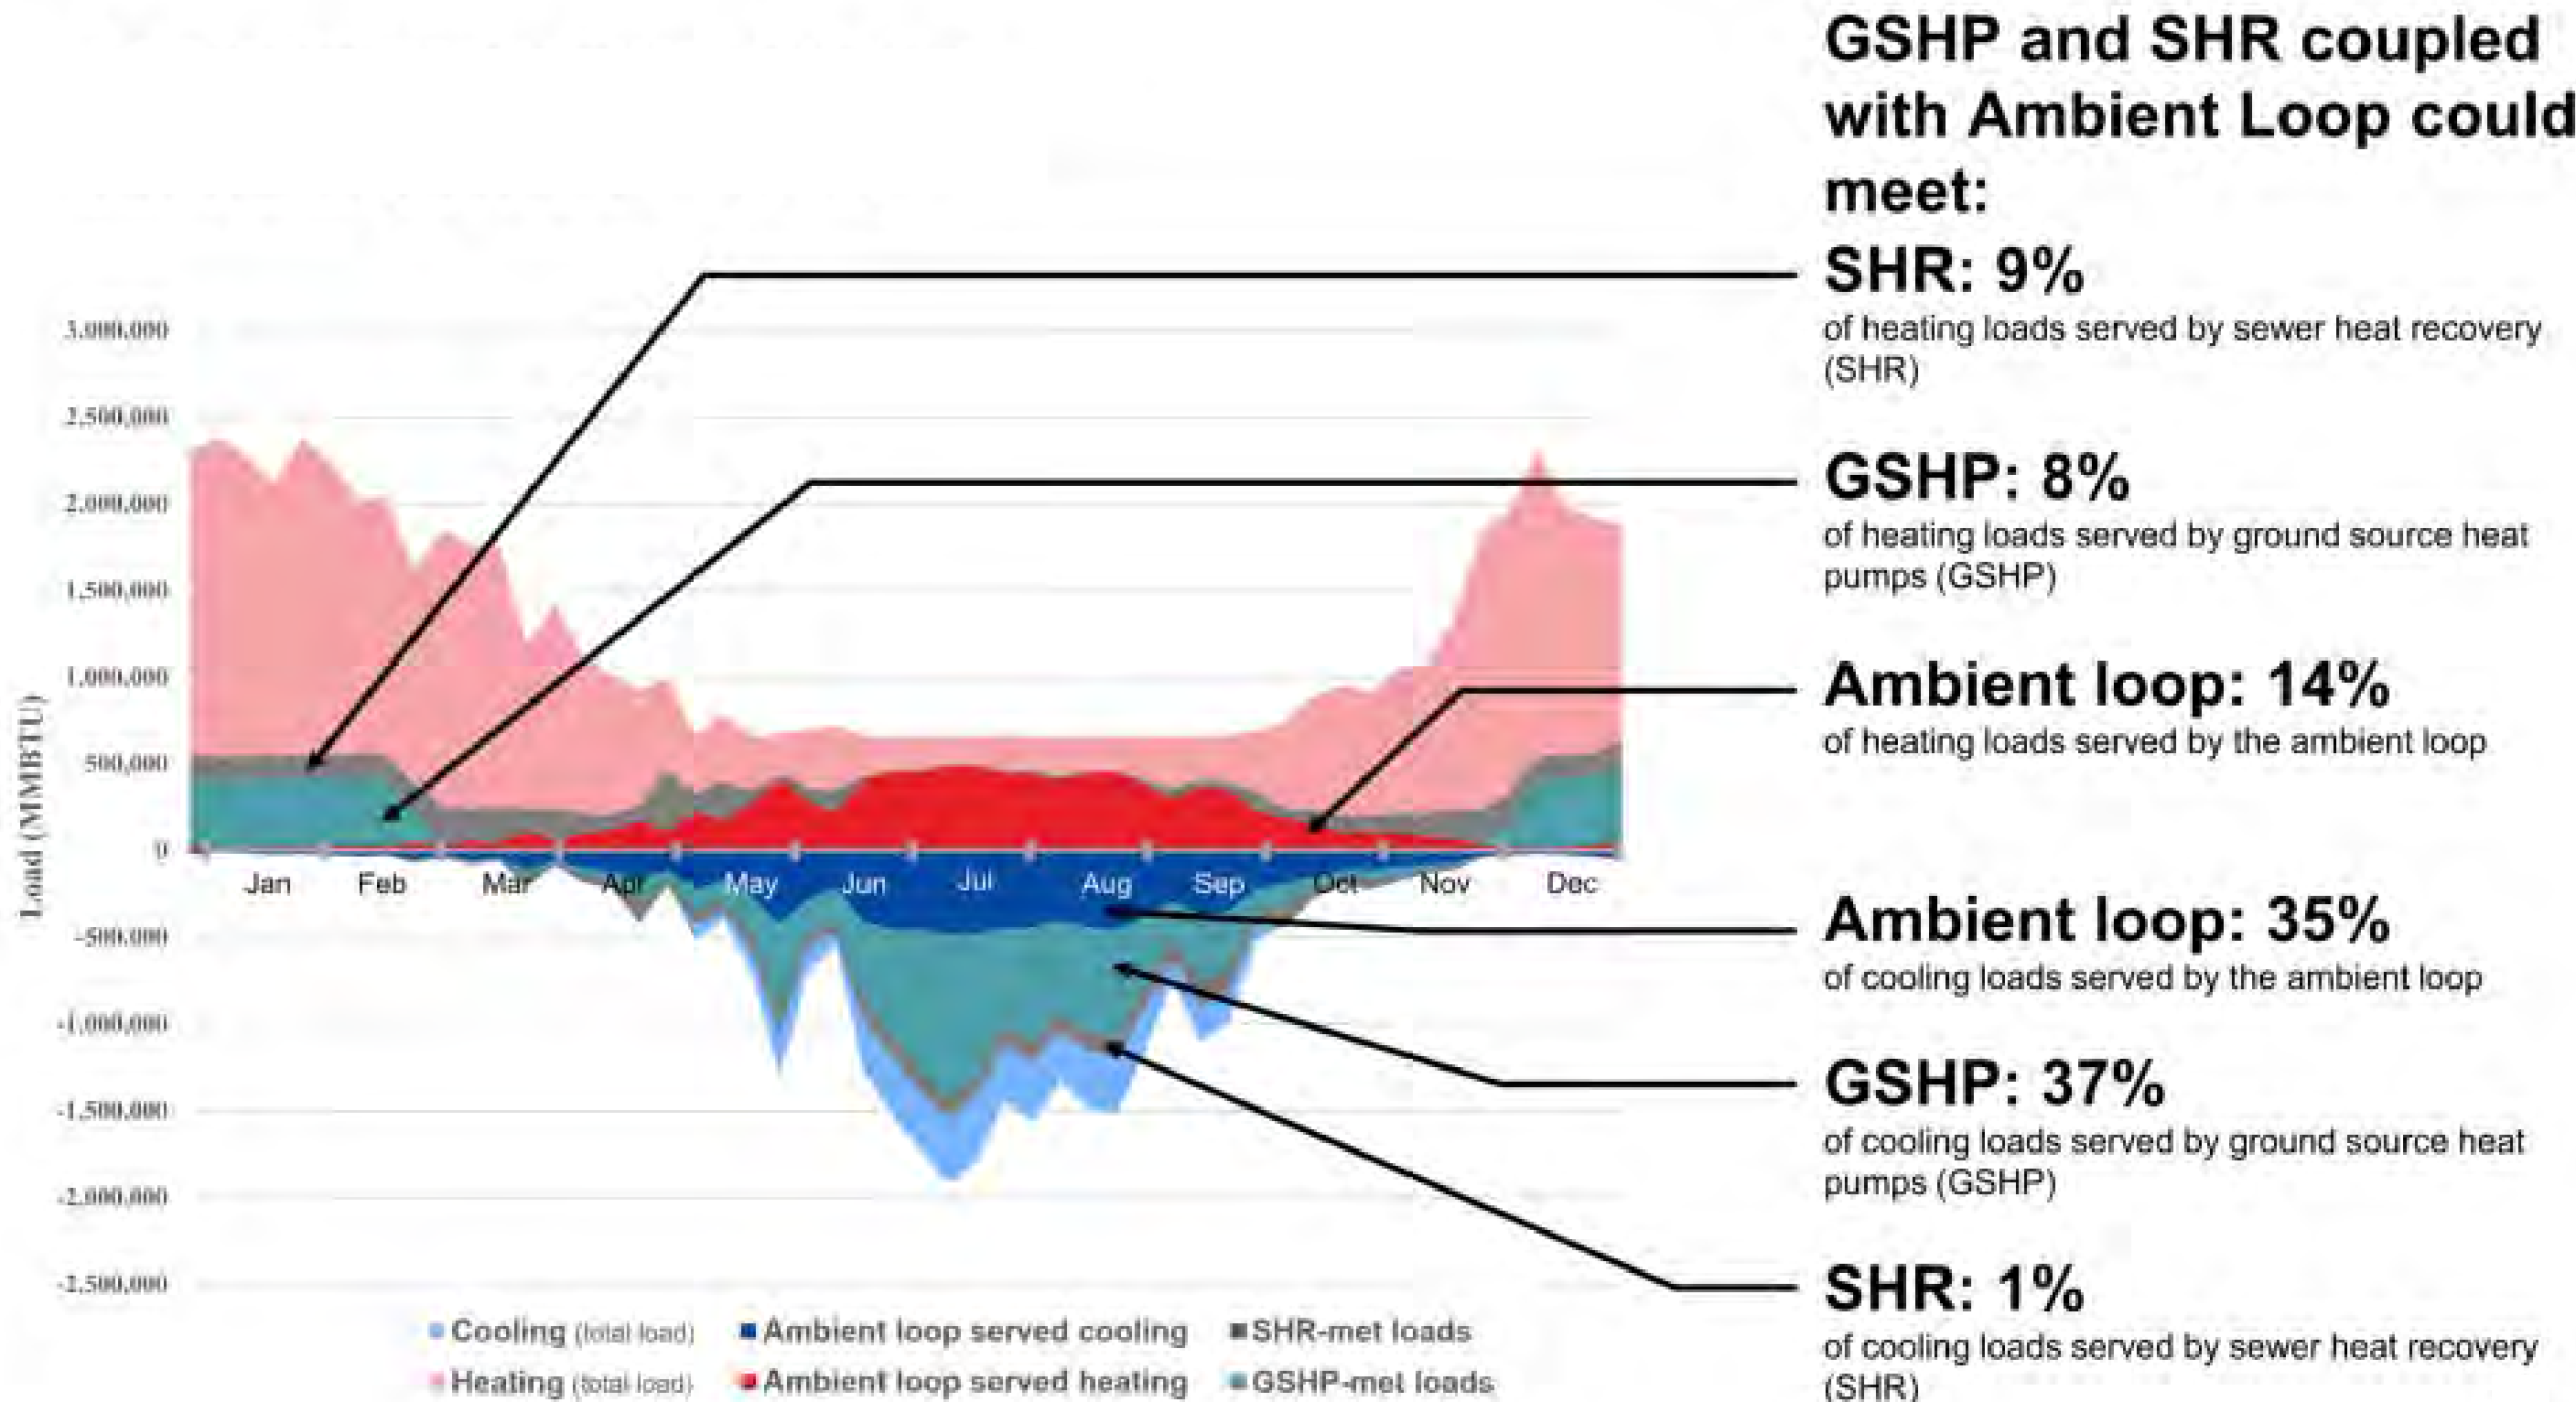 GSHP and SHR coupled
with Ambient Loop could
meet:
SHR: 9%
of heating loads served by sewer heat recovery
(SHR)
GSHP: 8%
of heating loads served by ground source heat
pumps (GSHP)
Ambient loop: 14%
of heating loads served by the ambient loop
Ambient loop: 35%
of cooling loads served by the ambient loop
GSHP: 37%
of cooling loads served by ground source heat
pumps (GSHP)
SHR: 1%
of cooling loads served by sewer heat recovery
(SHR)
Load (MMBTU)
3,000,000
2,500,000
2,000,000
1,500,000
1,000,000
500,000
0
-500,000
-1,000,000
-1,500,000
-2,000,000
-2,500,000
Jan Feb Mar Apr May Jun Jul Aug Sep Oct Nov Dec
Cooling (total load) Ambient loop served cooling SHR-met loads
Heating (total load) Ambient loop served heating GSHP-met loads